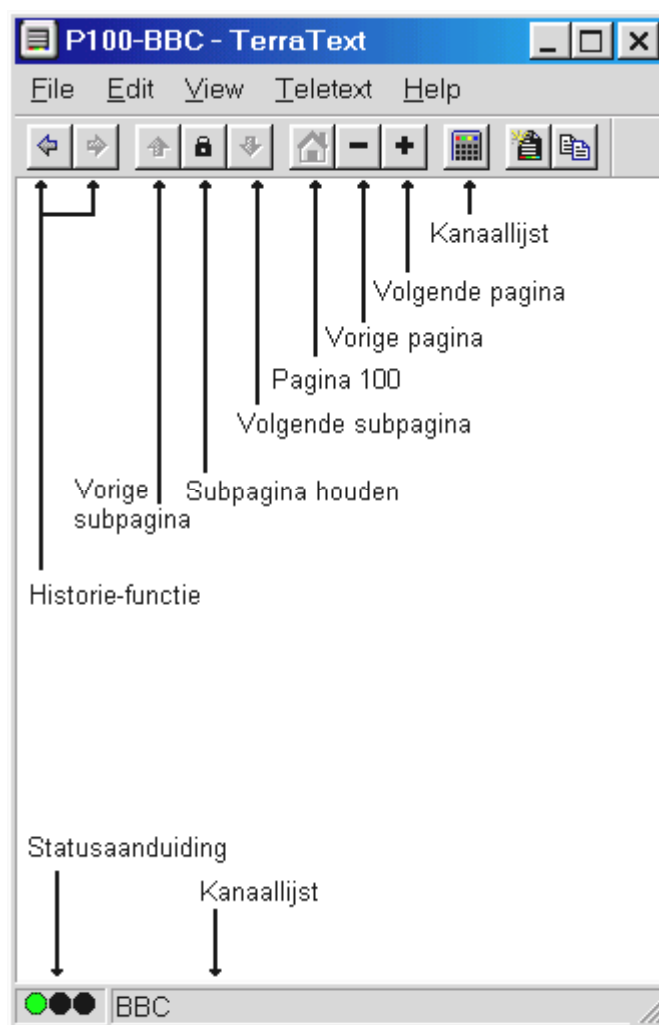 P100-BBC - TerraText
File Edit View Teletext Help
Kanaallijst
Volgende pagina
Vorige pagina
Pagina 100
Volgende subpagina
Vorige
subpagina
Subpagina houden
Historie-functie
Statusaanduiding
Kanaallijst
BBC